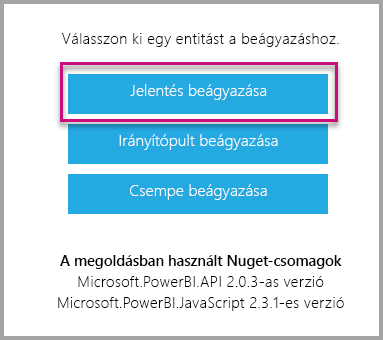 Válasszon ki egy entitást a beágyazáshoz.
Jelentés beágyazása
Irányítópult beágyazása
Csempe beágyazása
A megoldásban használt Nuget-csomagok
Microsoft.PowerBI.API 2.0.3-as verzió
Microsoft.PowerBI.JavaScript 2.3.1-es verzió